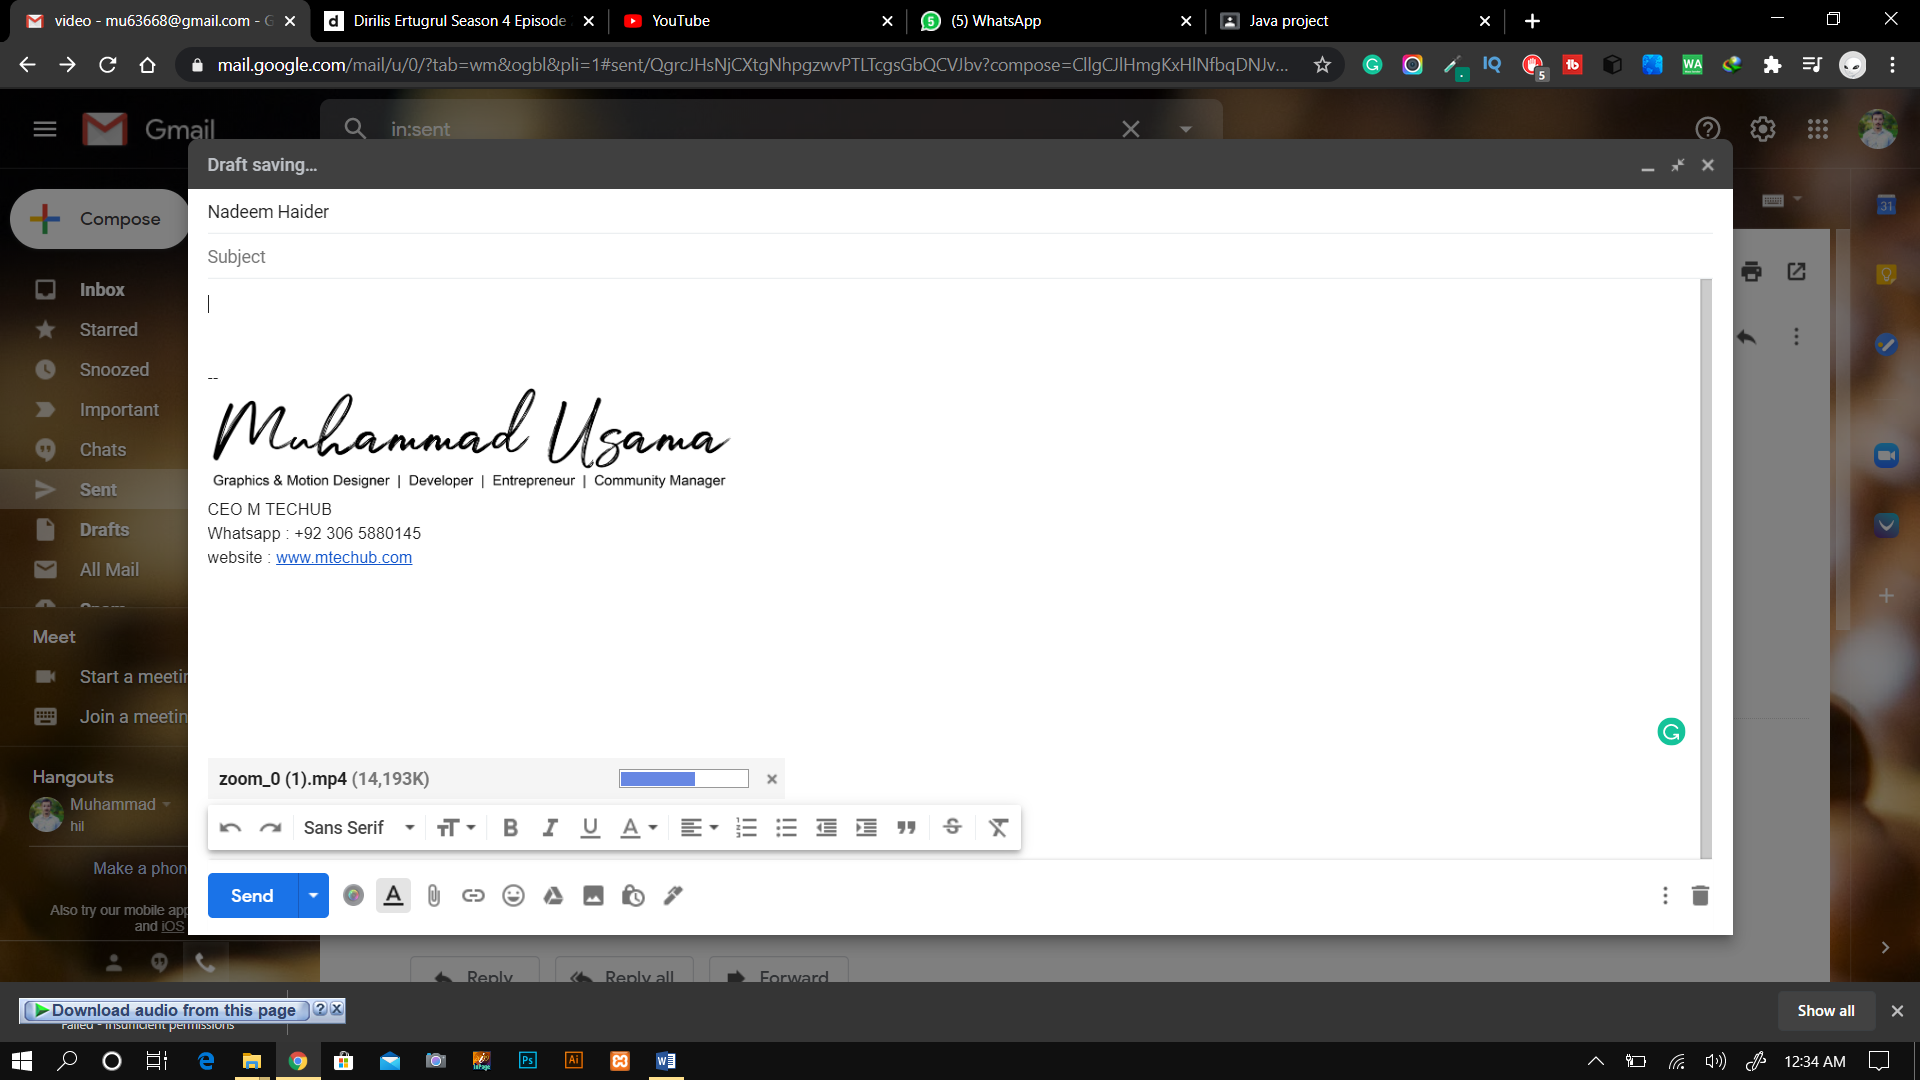 video - mu63668@gmail.com - G
Dirilis Ertugrul Season 4 Episode
YouTube
(5) WhatsApp
Java project
mail.google.com/mail/u/0/?tab=wm&ogbl&pli=1#sent/QgrcJHsNjCXtgNhpgzwvPTLTcgsGbQCVJbv?compose=CllgCJlHmgKxHlNfbqDNJv...
Gmail
in:sent
Draft saving...
Nadeem Haider
Subject
Compose
Inbox
Starred
Snoozed
Important
Chats
Sent
Drafts
All Mail
Spam
Meet
Start a meetin
Join a meetin
Hangouts
Muhammad
hil
Make a phon
Also try our mobile app
and iOS
--
Muhammad Usama
Graphics & Motion Designer | Developer | Entrepreneur | Community Manager
CEO M TECHUB
Whatsapp : +92 306 5880145
website : www.mtechub.com
zoom_0 (1).mp4 (14,193K)
Sans Serif
Send
Reply
Reply all
Forward
Download audio from this page
Failed - Insufficient permissions
Show all
12:34 AM